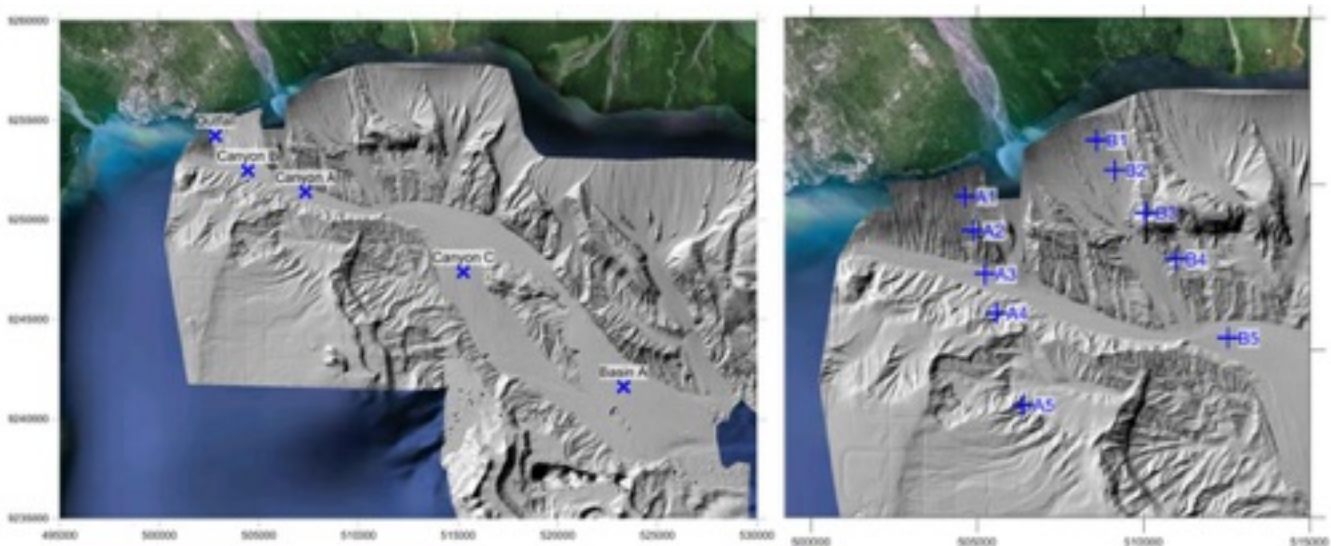 9260000
9255000
9250000
9245000
9240000
9235000
495000 500000 505000 510000 515000 520000 525000 530000
Outfall
Canyon B
Canyon A
Canyon C
Basin A
500000 505000 510000 515000
A1
A2
A3
A4
A5
B1
B2
B3
B4
B5